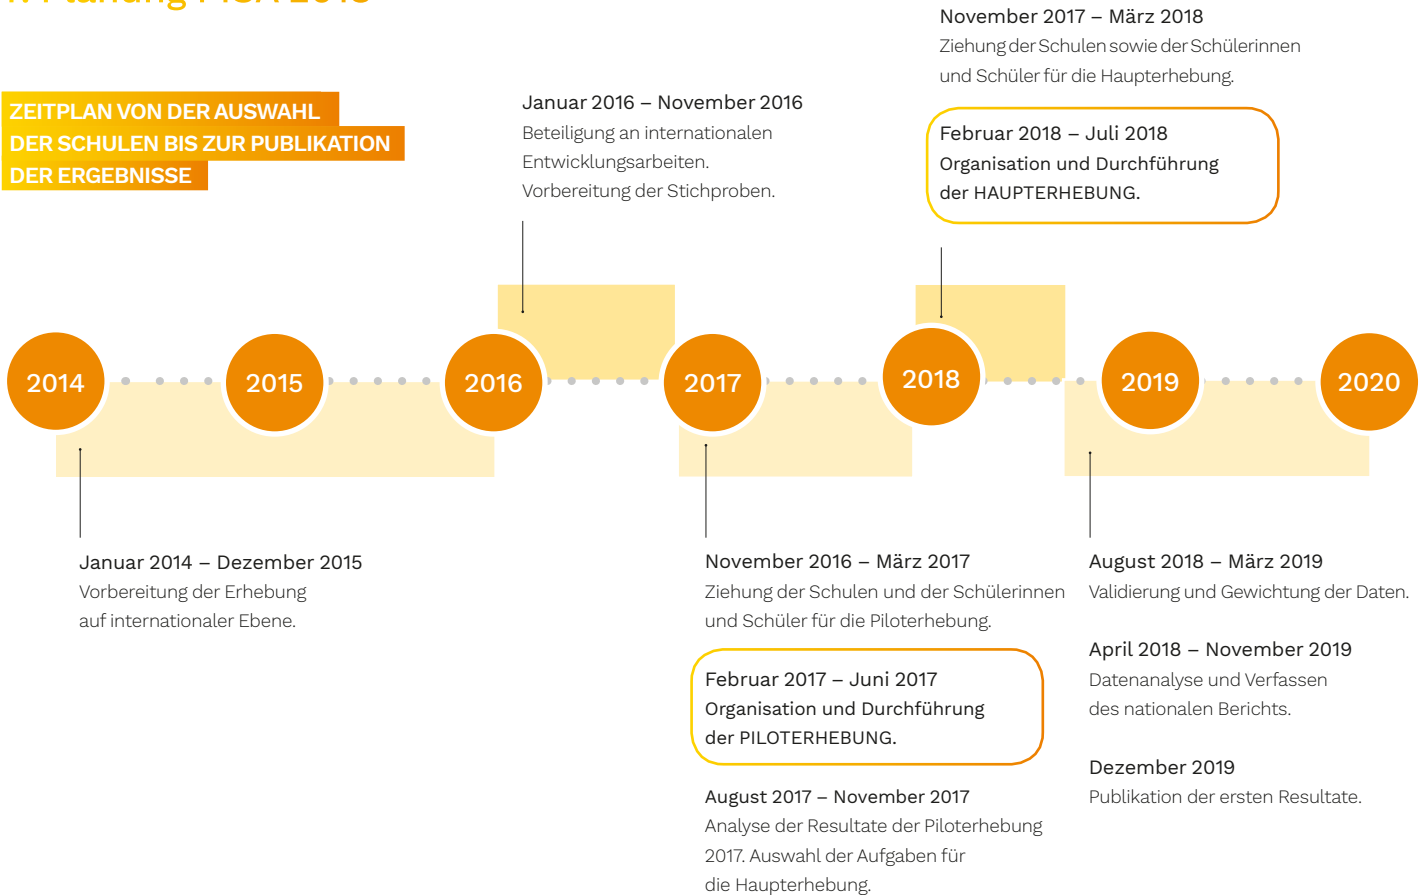 1. Planung PISA 2018
ZEITPLAN VON DER AUSWAHL
DER SCHULEN BIS ZUR PUBLIKATION
DER ERGEBNISSE
Januar 2016 – November 2016
Beteiligung an internationalen
Entwicklungsarbeiten.
Vorbereitung der Stichproben.
November 2017 – März 2018
Ziehung der Schulen sowie der Schülerinnen
und Schüler für die Haupterhebung.
Februar 2018 – Juli 2018
Organisation und Durchführung
der HAUPTERHEBUNG.
2014
2015
2016
2017
2018
2019
2020
Januar 2014 – Dezember 2015
Vorbereitung der Erhebung
auf internationaler Ebene.
November 2016 – März 2017
Ziehung der Schulen und der Schülerinnen
und Schüler für die Piloterhebung.
Februar 2017 – Juni 2017
Organisation und Durchführung
der PILOTERHEBUNG.
August 2017 – November 2017
Analyse der Resultate der Piloterhebung
2017. Auswahl der Aufgaben für
die Haupterhebung.
August 2018 – März 2019
Validierung und Gewichtung der Daten.
April 2018 – November 2019
Datenanalyse und Verfassen
des nationalen Berichts.
Dezember 2019
Publikation der ersten Resultate.